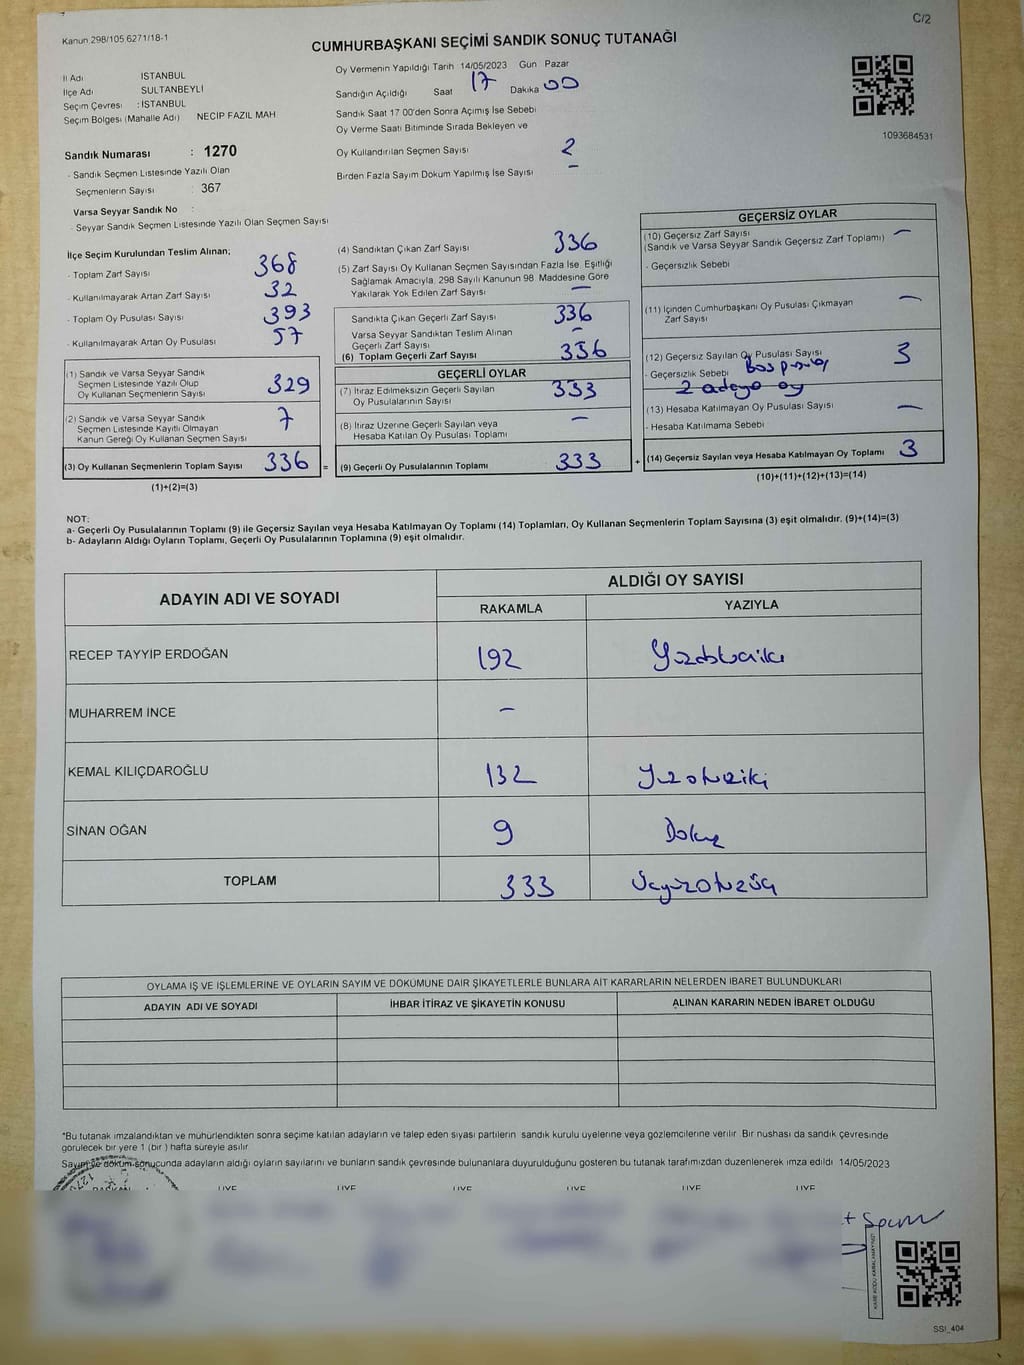 C/2
Kanun 298/105,6271/18-1
CUMHURBAŞKANI SEÇİMİ SANDIK SONUÇ TUTANAĞI
İl Adı İSTANBUL
İlçe Adı SULTANBEYLİ
Seçim Çevresi : İSTANBUL
Seçim Bölgesi (Mahalle Adı) NECİP FAZIL MAH
Sandık Numarası : 1270
- Sandık Seçmen Listesinde Yazılı Olan
Seçmenlerin Sayısı 367
Varsa Seyyar Sandık No :
- Seyyar Sandık Seçmen Listesinde Yazılı Olan Seçmen Sayısı
Oy Vermenin Yapıldığı Tarih 14/05/2023 Gün Pazar
Sandığın Açıldığı Saat 17 Dakika 00
Sandık Saat 17 00'den Sonra Açımış İse Sebebi
Oy Verme Saati Bitiminde Sırada Bekleyen ve
Oy Kullandırılan Seçmen Sayısı 2
Birden Fazla Sayım Döküm Yapılmış İse Sayısı –
1093684531
İlçe Seçim Kurulundan Teslim Alınan;
- Toplam Zarf Sayısı 368
- Kullanılmayarak Artan Zarf Sayısı 32
- Toplam Oy Pusulası Sayısı 393
- Kullanılmayarak Artan Oy Pusulası 57
(1) Sandık ve Varsa Seyyar Sandık
Seçmen Listesinde Yazılı Olup
Oy Kullanan Seçmenlerin Sayısı 329
(2) Sandık ve Varsa Seyyar Sandık
Seçmen Listesinde Kayıtlı Olmayan
Kanun Gereği Oy Kullanan Seçmen Sayısı 7
(3) Oy Kullanan Seçmenlerin Toplam Sayısı 336 =
(1)+(2)=(3)
(4) Sandıktan Çıkan Zarf Sayısı 336
(5) Zarf Sayısı Oy Kullanan Seçmen Sayısından Fazla İse, Eşitliği
Sağlamak Amacıyla, 298 Sayılı Kanunun 98. Maddesine Göre
Yakılarak Yok Edilen Zarf Sayısı –
Sandıkta Çıkan Geçerli Zarf Sayısı 336
Varsa Seyyar Sandıktan Teslim Alınan
Geçerli Zarf Sayısı –
(6) Toplam Geçerli Zarf Sayısı 336
GEÇERLİ OYLAR
(7) İtiraz Edilmeksizin Geçerli Sayılan
Oy Pusulalarının Sayısı 333
(8) İtiraz Üzerine Geçerli Sayılan veya
Hesaba Katılan Oy Pusulası Toplamı –
(9) Geçerli Oy Pusulalarının Toplamı 333 +
GEÇERSİZ OYLAR
(10) Geçersiz Zarf Sayısı –
(Sandık ve Varsa Seyyar Sandık Geçersiz Zarf Toplamı)
- Geçersizlik Sebebi
(11) İçinden Cumhurbaşkanı Oy Pusulası Çıkmayan
Zarf Sayısı –
(12) Geçersiz Sayılan Oy Pusulası Sayısı 3
- Geçersizlik Sebebi Boş
2 adaya oy
(13) Hesaba Katılmayan Oy Pusulası Sayısı –
- Hesaba Katılmama Sebebi
(14) Geçersiz Sayılan veya Hesaba Katılmayan Oy Toplamı 3
(10)+(11)+(12)+(13)=(14)
NOT:
a- Geçerli Oy Pusulalarının Toplamı (9) ile Geçersiz Sayılan veya Hesaba Katılmayan Oy Toplamı (14) Toplamları, Oy Kullanan Seçmenlerin Toplam Sayısına (3) eşit olmalıdır. (9)+(14)=(3)
b- Adayların Aldığı Oyların Toplamı, Geçerli Oy Pusulalarının Toplamına (9) eşit olmalıdır.
ADAYIN ADI VE SOYADI
ALDIĞI OY SAYISI
RAKAMLA YAZIYLA
RECEP TAYYİP ERDOĞAN 192 Yüzdoksaniki
MUHARREM İNCE –
KEMAL KILIÇDAROĞLU 132 Yüzotuziki
SİNAN OĞAN 9 Dokuz
TOPLAM 333 Üçyüzotuzüç
OYLAMA İŞ VE İŞLEMLERİNE VE OYLARIN SAYIM VE DÖKÜMÜNE DAİR ŞİKAYETLERLE BUNLARA AİT KARARLARIN NELERDEN İBARET BULUNDUKLARI
ADAYIN ADI VE SOYADI İHBAR İTİRAZ VE ŞİKAYETİN KONUSU ALINAN KARARIN NEDEN İBARET OLDUĞU
*Bu tutanak imzalandıktan ve mühürlendikten sonra seçime katılan adayların ve talep eden siyasi partilerin sandık kurulu üyelerine veya gözlemcilerine verilir. Bir nüshası da sandık çevresinde
görülecek bir yere 1 (bir) hafta süreyle asılır
Sayım ve döküm sonucunda adayların aldığı oyların sayılarını ve bunların sandık çevresinde bulunanlara duyurulduğunu gösteren bu tutanak tarafımızdan düzenlenerek imza edildi 14/05/2023
KARE KODU KARALAMAYINIZ!
SSİ_404